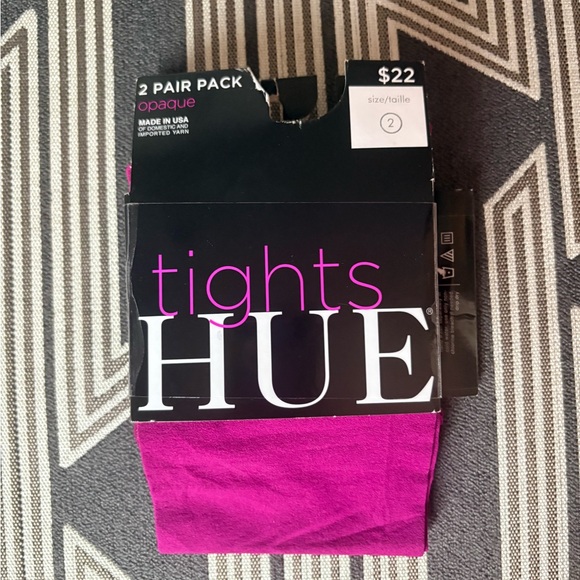 2 PAIR PACK
opaque
MADE IN USA
OF DOMESTIC AND
IMPORTED YARN
$22
size/taille
2
tights
HUE®